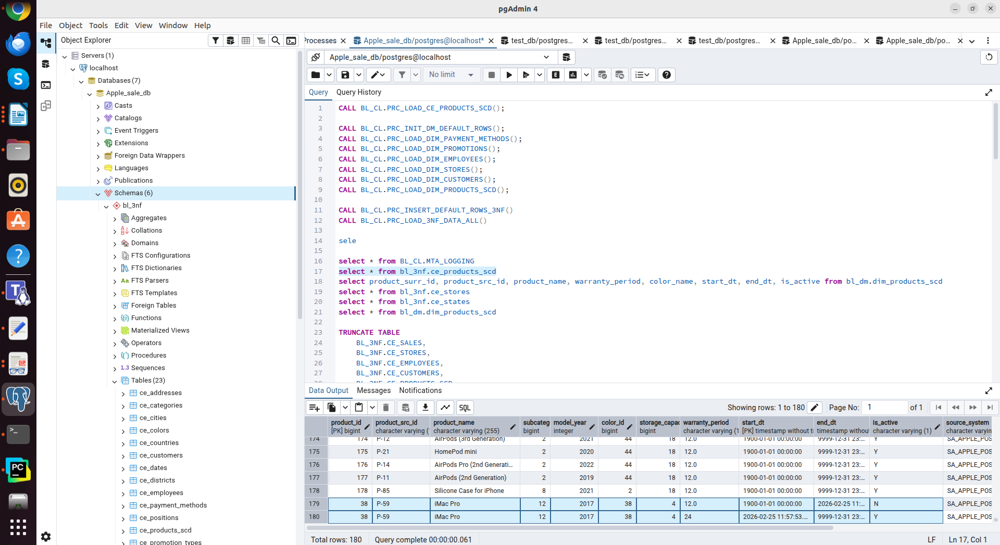 pgAdmin 4
File Object Tools Edit View Window Help
Object Explorer
Processes
Apple_sale_db/postgres@localhost*
test_db/postgres...
test_db/postgres...
test_db/postgres...
Apple_sale_db/po...
Apple_sale_db/po...
Servers (1)
localhost
Databases (7)
Apple_sale_db
Casts
Catalogs
Event Triggers
Extensions
Foreign Data Wrappers
Languages
Publications
Schemas (6)
bl_3nf
Aggregates
Collations
Domains
FTS Configurations
FTS Dictionaries
Aa FTS Parsers
FTS Templates
Foreign Tables
Functions
Materialized Views
Operators
Procedures
1..3 Sequences
Tables (23)
ce_addresses
ce_categories
ce_cities
ce_colors
ce_countries
ce_customers
ce_dates
ce_districts
ce_employees
ce_payment_methods
ce_positions
ce_products_scd
ce_promotion_types
Apple_sale_db/postgres@localhost
No limit
Query Query History
1 CALL BL_CL.PRC_LOAD_CE_PRODUCTS_SCD();
2
3 CALL BL_CL.PRC_INIT_DM_DEFAULT_ROWS();
4 CALL BL_CL.PRC_LOAD_DIM_PAYMENT_METHODS();
5 CALL BL_CL.PRC_LOAD_DIM_PROMOTIONS();
6 CALL BL_CL.PRC_LOAD_DIM_EMPLOYEES();
7 CALL BL_CL.PRC_LOAD_DIM_STORES();
8 CALL BL_CL.PRC_LOAD_DIM_CUSTOMERS();
9 CALL BL_CL.PRC_LOAD_DIM_PRODUCTS_SCD();
10
11 CALL BL_CL.PRC_INSERT_DEFAULT_ROWS_3NF()
12 CALL BL_CL.PRC_LOAD_3NF_DATA_ALL()
13
14 sele
15
16 select * from BL_CL.MTA_LOGGING
17 select * from bl_3nf.ce_products_scd
18 select product_surr_id, product_src_id, product_name, warranty_period, color_name, start_dt, end_dt, is_active from bl_dm.dim_products_scd
19 select * from bl_3nf.ce_stores
20 select * from bl_3nf.ce_states
21 select * from bl_dm.dim_products_scd
22
23 TRUNCATE TABLE
24 BL_3NF.CE_SALES,
25 BL_3NF.CE_STORES,
26 BL_3NF.CE_EMPLOYEES,
27 BL_3NF.CE_CUSTOMERS,
28 BL_3NF.CE_PRODUCTS_SCD
Data Output Messages Notifications
SQL
Showing rows: 1 to 180 Page No: 1 of 1
product_id product_src_id product_name subcateg model_year color_id storage_capac warranty_period start_dt end_dt is_active source_system
[PK] bigint character varying ( character varying (255) bigint integer bigint bigint character varying (1 [PK] timestamp without ti timestamp without character varying (1) character varyin
174 174 P-12 AirPods (3rd Generation) 2 2021 44 18 12.0 1900-01-01 00:00:00 9999-12-31 23:... Y SA_APPLE_POS
175 175 P-21 HomePod mini 2 2020 44 18 12.0 1900-01-01 00:00:00 9999-12-31 23:... Y SA_APPLE_POS
176 176 P-14 AirPods Pro (2nd Generati... 2 2022 44 18 12.0 1900-01-01 00:00:00 9999-12-31 23:... Y SA_APPLE_POS
177 177 P-11 AirPods (2nd Generation) 2 2019 44 18 12.0 1900-01-01 00:00:00 9999-12-31 23:... Y SA_APPLE_POS
178 178 P-85 Silicone Case for iPhone 8 2021 2 18 12.0 1900-01-01 00:00:00 9999-12-31 23:... Y SA_APPLE_POS
179 38 P-59 iMac Pro 12 2017 38 4 12.0 1900-01-01 00:00:00 2026-02-25 11:... N SA_APPLE_POS
180 38 P-59 iMac Pro 12 2017 38 4 24 2026-02-25 11:57:53.... 9999-12-31 23:... Y SA_APPLE_POS
Total rows: 180 Query complete 00:00:00.061 LF Ln 17, Col 1